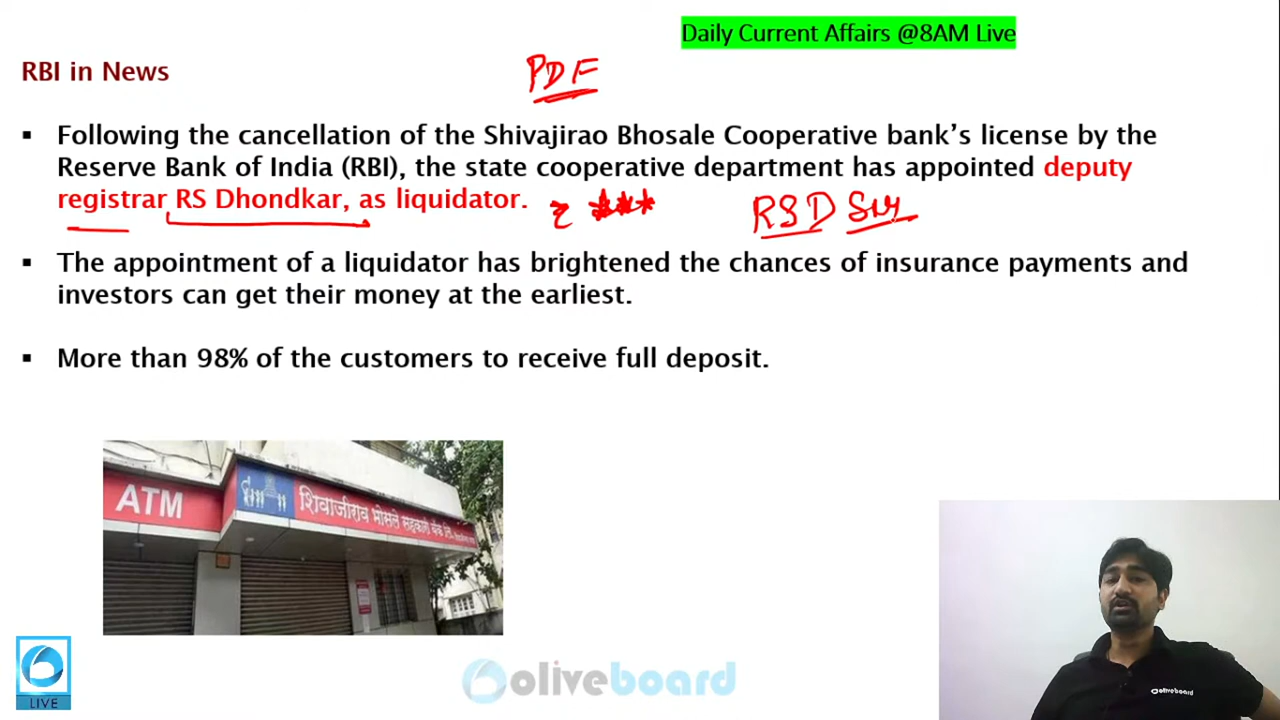 Daily Current Affairs @8AM Live
RBI in News
PDF
▪ Following the cancellation of the Shivajirao Bhosale Cooperative bank's license by the
Reserve Bank of India (RBI), the state cooperative department has appointed deputy
registrar RS Dhondkar, as liquidator.
RSD Sir
▪ The appointment of a liquidator has brightened the chances of insurance payments and
investors can get their money at the earliest.
▪ More than 98% of the customers to receive full deposit.
ATM
शिवाजीराव भोसले सहकारी बँक लि.
oliveboard
LIVE
oliveboard